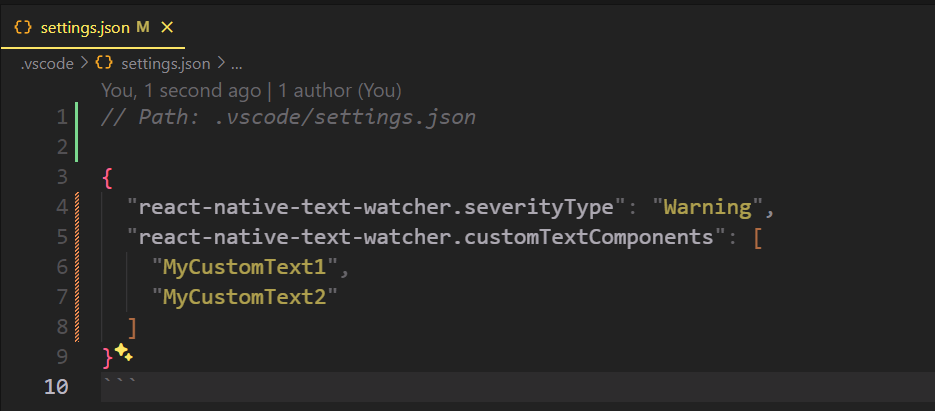 {} settings.json M ×
.vscode > {} settings.json > ...
You, 1 second ago | 1 author (You)
1 // Path: .vscode/settings.json
2
3 {
4 "react-native-text-watcher.severityType": "Warning",
5 "react-native-text-watcher.customTextComponents": [
6 "MyCustomText1",
7 "MyCustomText2"
8 ]
9 }
10 ```